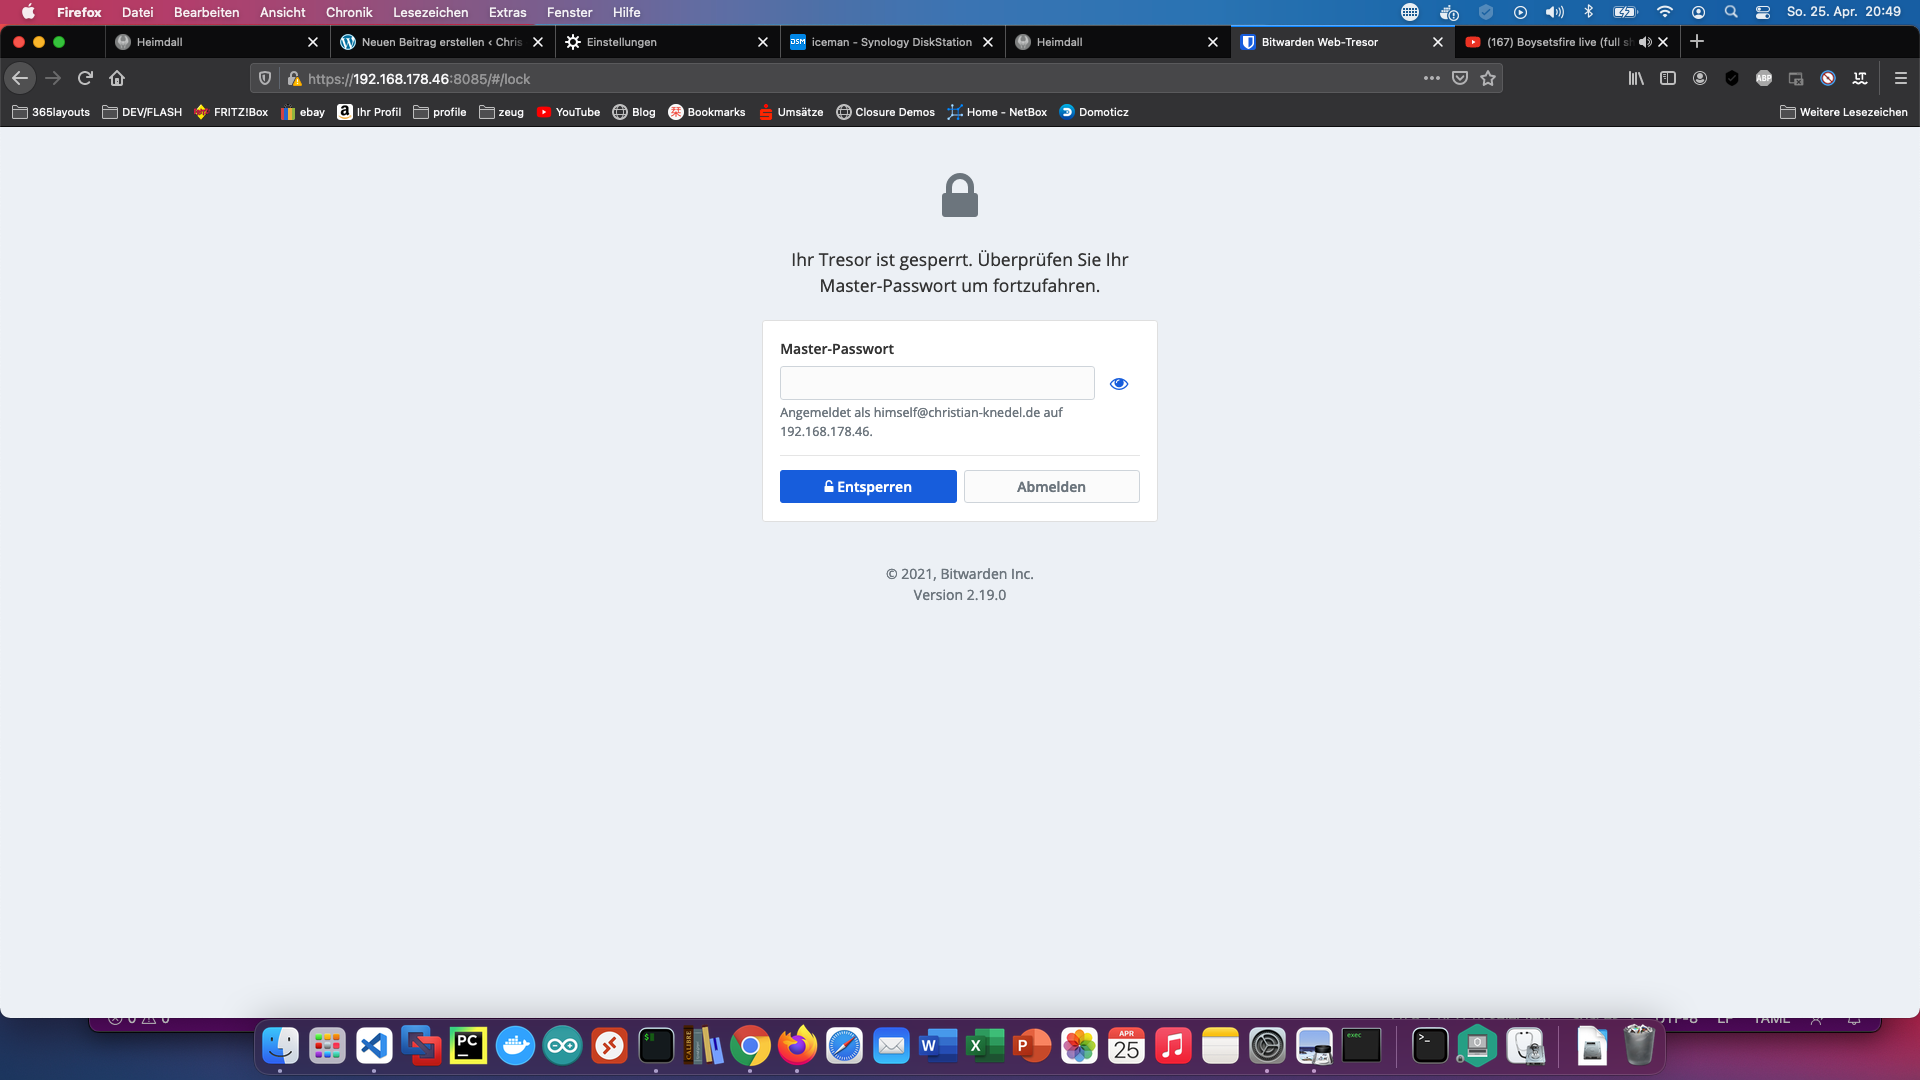 Firefox Datei Bearbeiten Ansicht Chronik Lesezeichen Extras Fenster Hilfe So. 25. Apr. 20:49
Heimdall
Neuen Beitrag erstellen ‹ Chris
Einstellungen
iceman - Synology DiskStation
Heimdall
Bitwarden Web-Tresor
(167) Boysetsfire live (full sh
https://192.168.178.46:8085/#/lock
ABP
365layouts DEV/FLASH FRITZ!Box ebay Ihr Profil profile zeug YouTube Blog Bookmarks Umsätze Closure Demos Home - NetBox Domoticz Weitere Lesezeichen
Ihr Tresor ist gesperrt. Überprüfen Sie Ihr
Master-Passwort um fortzufahren.
Master-Passwort
Angemeldet als himself@christian-knedel.de auf
192.168.178.46.
Entsperren
Abmelden
© 2021, Bitwarden Inc.
Version 2.19.0
PC
CALIBRE
W
X
P
APR
25
exec